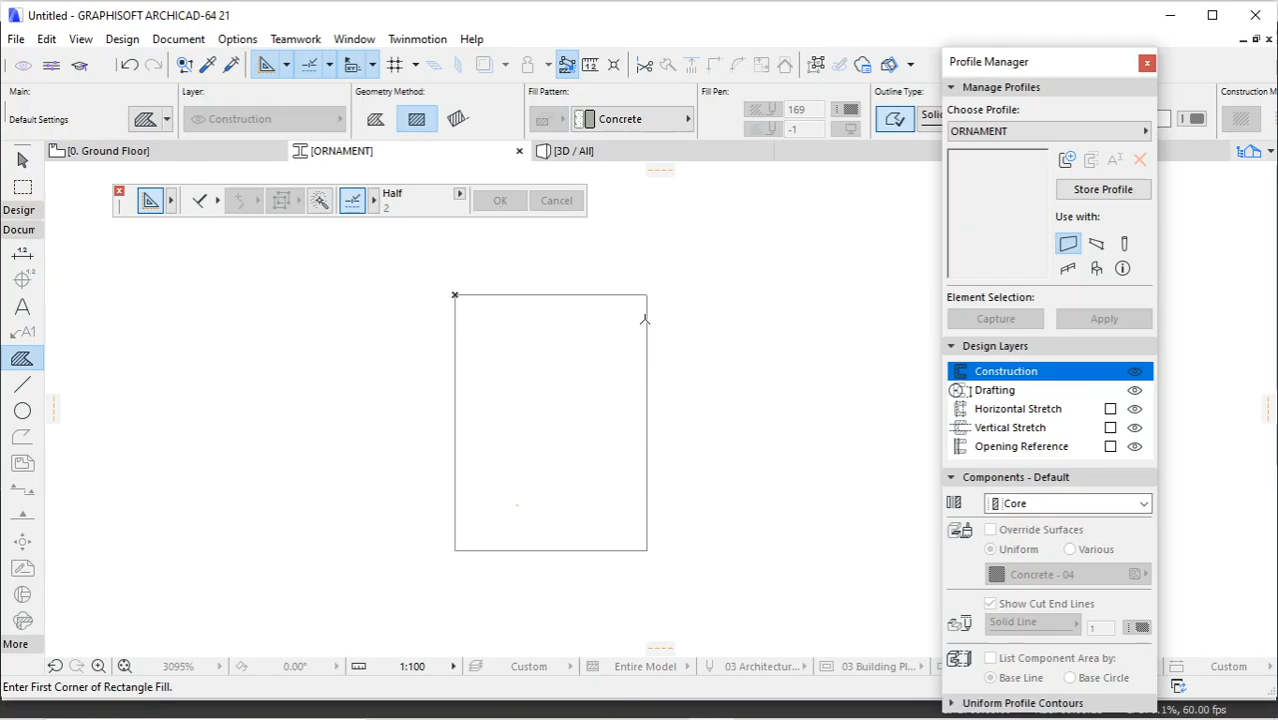 Untitled - GRAPHISOFT ARCHICAD-64 21
File Edit View Design Document Options Teamwork Window Twinmotion Help
Main:
Default Settings
Layer:
Construction
Geometry Method:
Fill Pattern:
Concrete
Fill Pen:
169
-1
Outline Type:
Solid
Construction M
[0. Ground Floor]
[ORNAMENT]
[3D / All]
Half
2
OK
Cancel
Design
Docum
1.2
1.2
A
A1
More
Profile Manager
Manage Profiles
Choose Profile:
ORNAMENT
Store Profile
Use with:
Element Selection:
Capture
Apply
Design Layers
Construction
Drafting
Horizontal Stretch
Vertical Stretch
Opening Reference
Components - Default
Core
Override Surfaces
Uniform
Various
Concrete - 04
Show Cut End Lines
Solid Line
1
List Component Area by:
Base Line
Base Circle
Uniform Profile Contours
3095%
0.00°
1:100
Custom
Entire Model
03 Architectur...
03 Building Pl...
Custom
Enter First Corner of Rectangle Fill.